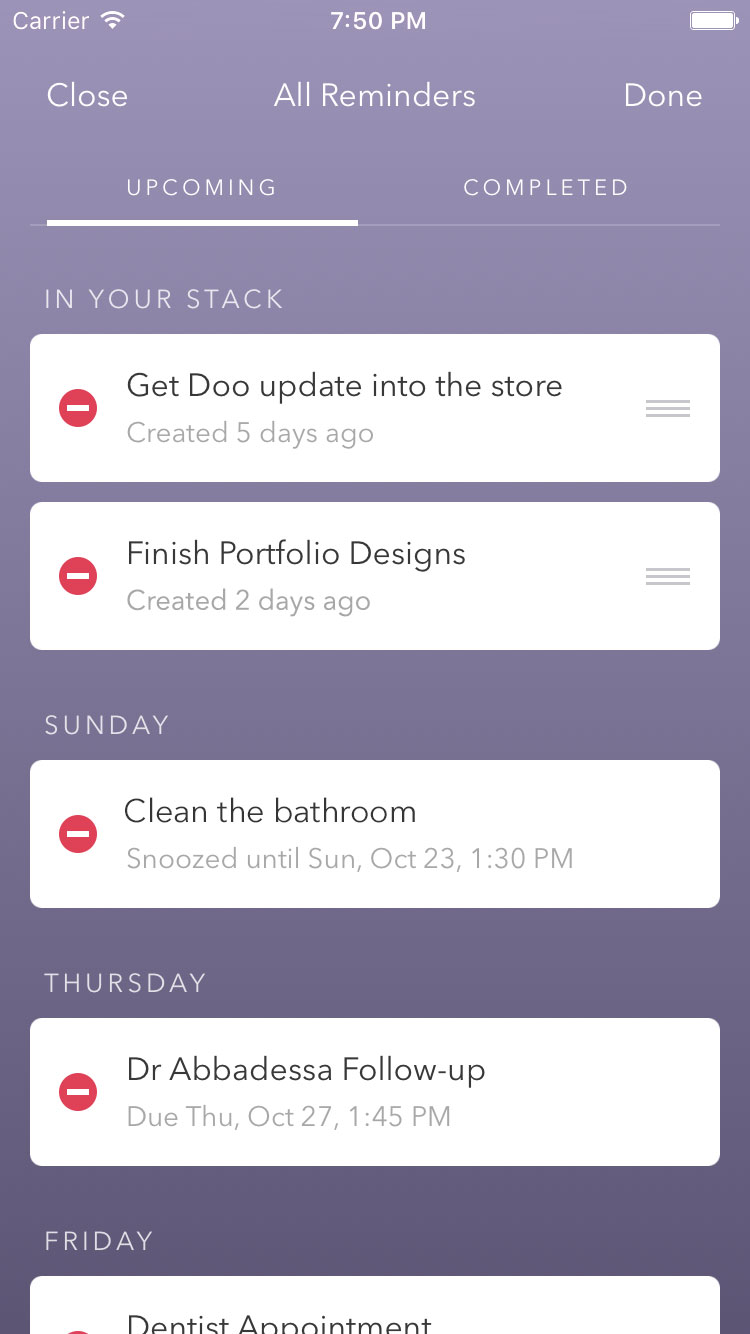 Carrier 7:50 PM
Close All Reminders Done
UPCOMING COMPLETED
IN YOUR STACK
Get Doo update into the store
Created 5 days ago
Finish Portfolio Designs
Created 2 days ago
SUNDAY
Clean the bathroom
Snoozed until Sun, Oct 23, 1:30 PM
THURSDAY
Dr Abbadessa Follow-up
Due Thu, Oct 27, 1:45 PM
FRIDAY
Dentist Appointment